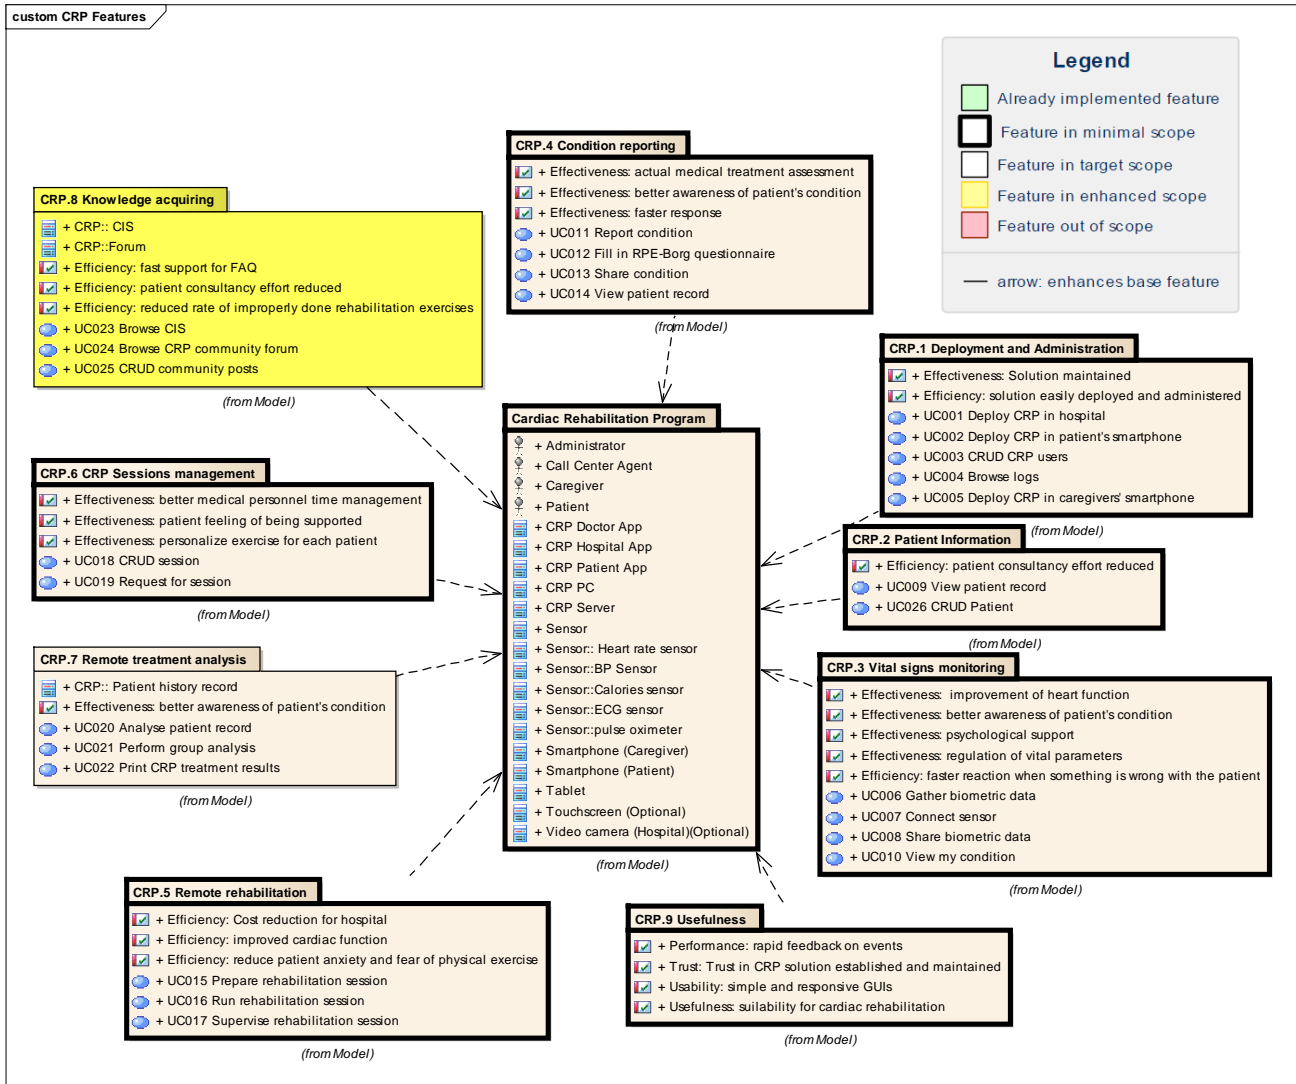 custom CRP Features
Legend
Already implemented feature
Feature in minimal scope
Feature in target scope
Feature in enhanced scope
Feature out of scope
arrow: enhances base feature
CRP.4 Condition reporting
+ Effectiveness: actual medical treatment assessment
+ Effectiveness: better awareness of patient's condition
+ Effectiveness: faster response
+ UC011 Report condition
+ UC012 Fill in RPE-Borg questionnaire
+ UC013 Share condition
+ UC014 View patient record
(from Model)
CRP.8 Knowledge acquiring
+ CRP:: CIS
+ CRP::Forum
+ Efficiency: fast support for FAQ
+ Efficiency: patient consultancy effort reduced
+ Efficiency: reduced rate of improperly done rehabilitation exercises
+ UC023 Browse CIS
+ UC024 Browse CRP community forum
+ UC025 CRUD community posts
(from Model)
CRP.1 Deployment and Administration
+ Effectiveness: Solution maintained
+ Efficiency: solution easily deployed and administered
+ UC001 Deploy CRP in hospital
+ UC002 Deploy CRP in patient's smartphone
+ UC003 CRUD CRP users
+ UC004 Browse logs
+ UC005 Deploy CRP in caregivers' smartphone
(from Model)
Cardiac Rehabilitation Program
+ Administrator
+ Call Center Agent
+ Caregiver
+ Patient
+ CRP Doctor App
+ CRP Hospital App
+ CRP Patient App
+ CRP PC
+ CRP Server
+ Sensor
+ Sensor:: Heart rate sensor
+ Sensor::BP Sensor
+ Sensor::Calories sensor
+ Sensor::ECG sensor
+ Sensor::pulse oximeter
+ Smartphone (Caregiver)
+ Smartphone (Patient)
+ Tablet
+ Touchscreen (Optional)
+ Video camera (Hospital)(Optional)
(from Model)
CRP.6 CRP Sessions management
+ Effectiveness: better medical personnel time management
+ Effectiveness: patient feeling of being supported
+ Effectiveness: personalize exercise for each patient
+ UC018 CRUD session
+ UC019 Request for session
(from Model)
CRP.2 Patient Information
+ Efficiency: patient consultancy effort reduced
+ UC009 View patient record
+ UC026 CRUD Patient
(from Model)
CRP.7 Remote treatment analysis
+ CRP:: Patient history record
+ Effectiveness: better awareness of patient's condition
+ UC020 Analyse patient record
+ UC021 Perform group analysis
+ UC022 Print CRP treatment results
(from Model)
CRP.3 Vital signs monitoring
+ Effectiveness:  improvement of heart function
+ Effectiveness: better awareness of patient's condition
+ Effectiveness: psychological support
+ Effectiveness: regulation of vital parameters
+ Efficiency: faster reaction when something is wrong with the patient
+ UC006 Gather biometric data
+ UC007 Connect sensor
+ UC008 Share biometric data
+ UC010 View my condition
(from Model)
CRP.5 Remote rehabilitation
+ Efficiency: Cost reduction for hospital
+ Efficiency: improved cardiac function
+ Efficiency: reduce patient anxiety and fear of physical exercise
+ UC015 Prepare rehabilitation session
+ UC016 Run rehabilitation session
+ UC017 Supervise rehabilitation session
(from Model)
CRP.9 Usefulness
+ Performance: rapid feedback on events
+ Trust: Trust in CRP solution established and maintained
+ Usability: simple and responsive GUIs
+ Usefulness: suilability for cardiac rehabilitation
(from Model)